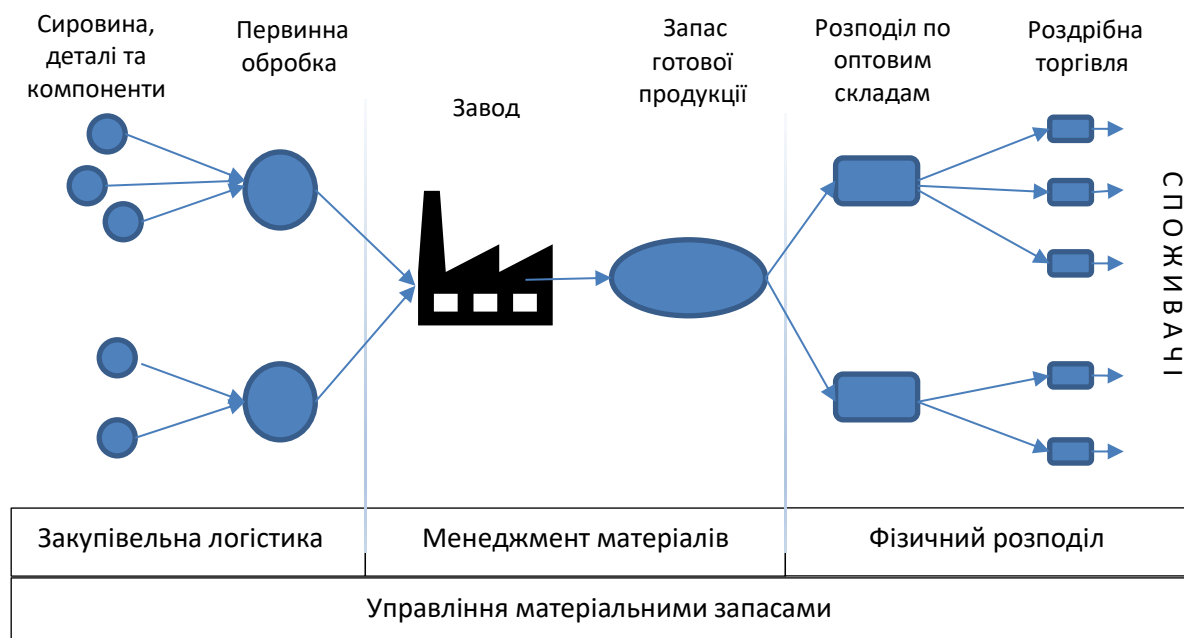 Сировина,
деталі та
компоненти
Первинна
обробка
Завод
Запас
готової
продукції
Розподіл по
оптовим
складам
Роздрібна
торгівля
СПОЖИВАЧІ
Закупівельна логістика
Менеджмент матеріалів
Фізичний розподіл
Управління матеріальними запасами